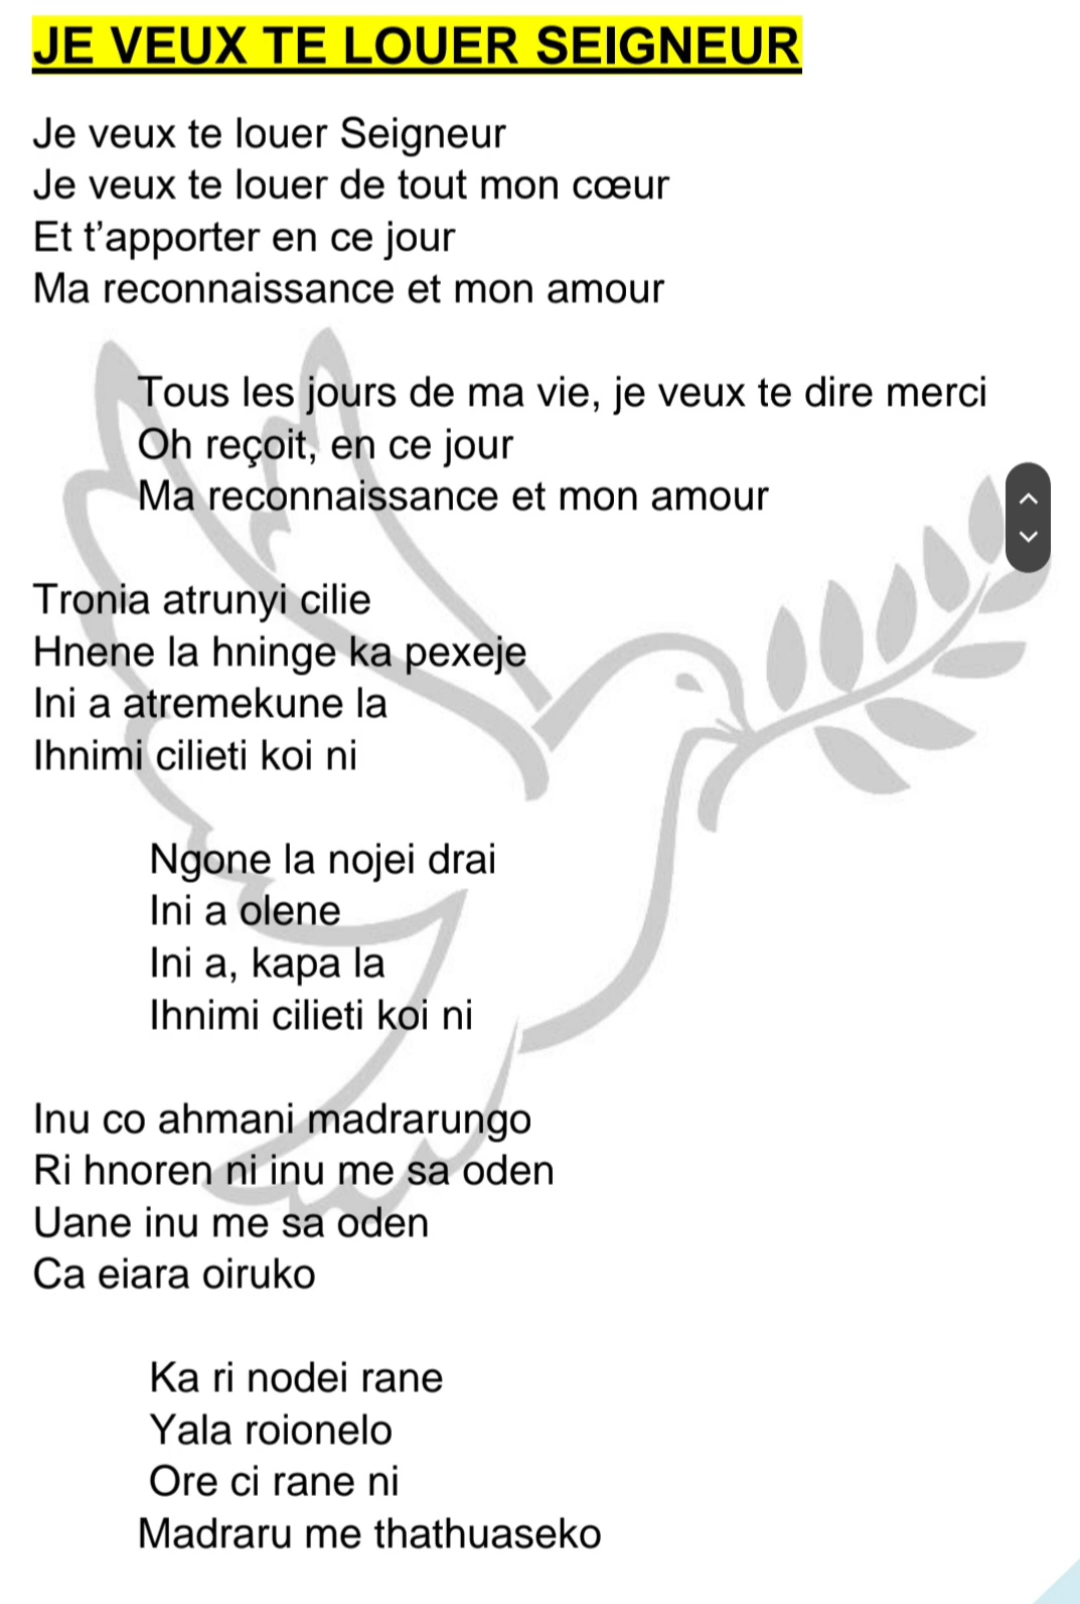 JE VEUX TE LOUER SEIGNEUR
Je veux te louer Seigneur
Je veux te louer de tout mon cœur
Et t’apporter en ce jour
Ma reconnaissance et mon amour
Tous les jours de ma vie, je veux te dire merci
Oh reçoit, en ce jour
Ma reconnaissance et mon amour
Tronia atrunyi cilie
Hnene la hninge ka pexeje
Ini a atremekune la
Ihnimi cilieti koi ni
Ngone la nojei drai
Ini a olene
Ini a, kapa la
Ihnimi cilieti koi ni
Inu co ahmani madrarungo
Ri hnoren ni inu me sa oden
Uane inu me sa oden
Ca eiara oiruko
Ka ri nodei rane
Yala roionelo
Ore ci rane ni
Madraru me thathuaseko